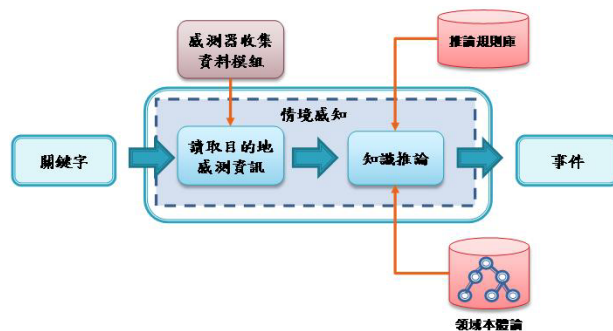 感測器收集
資料模組
推論規則庫
情境感知
關鍵字
讀取目的地
感測資訊
知識推論
事件
領域本體論